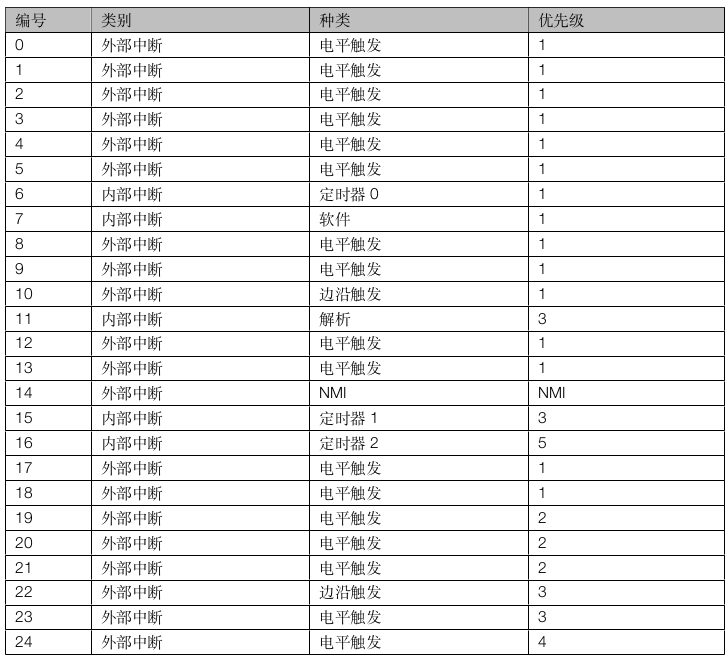 编号 类别 种类 优先级
0 外部中断 电平触发 1
1 外部中断 电平触发 1
2 外部中断 电平触发 1
3 外部中断 电平触发 1
4 外部中断 电平触发 1
5 外部中断 电平触发 1
6 内部中断 定时器 0 1
7 内部中断 软件 1
8 外部中断 电平触发 1
9 外部中断 电平触发 1
10 外部中断 边沿触发 1
11 内部中断 解析 3
12 外部中断 电平触发 1
13 外部中断 电平触发 1
14 外部中断 NMI NMI
15 内部中断 定时器 1 3
16 内部中断 定时器 2 5
17 外部中断 电平触发 1
18 外部中断 电平触发 1
19 外部中断 电平触发 2
20 外部中断 电平触发 2
21 外部中断 电平触发 2
22 外部中断 边沿触发 3
23 外部中断 电平触发 3
24 外部中断 电平触发 4